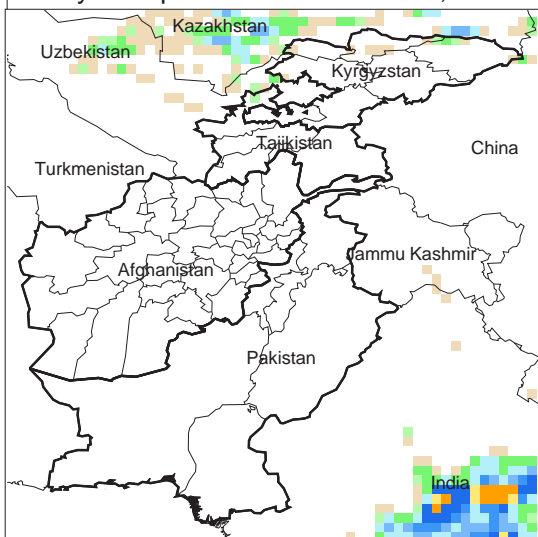 Kazakhstan
Uzbekistan
Kyrgyzstan
Tajikistan
China
Turkmenistan
Jammu Kashmir
Afghanistan
Pakistan
India